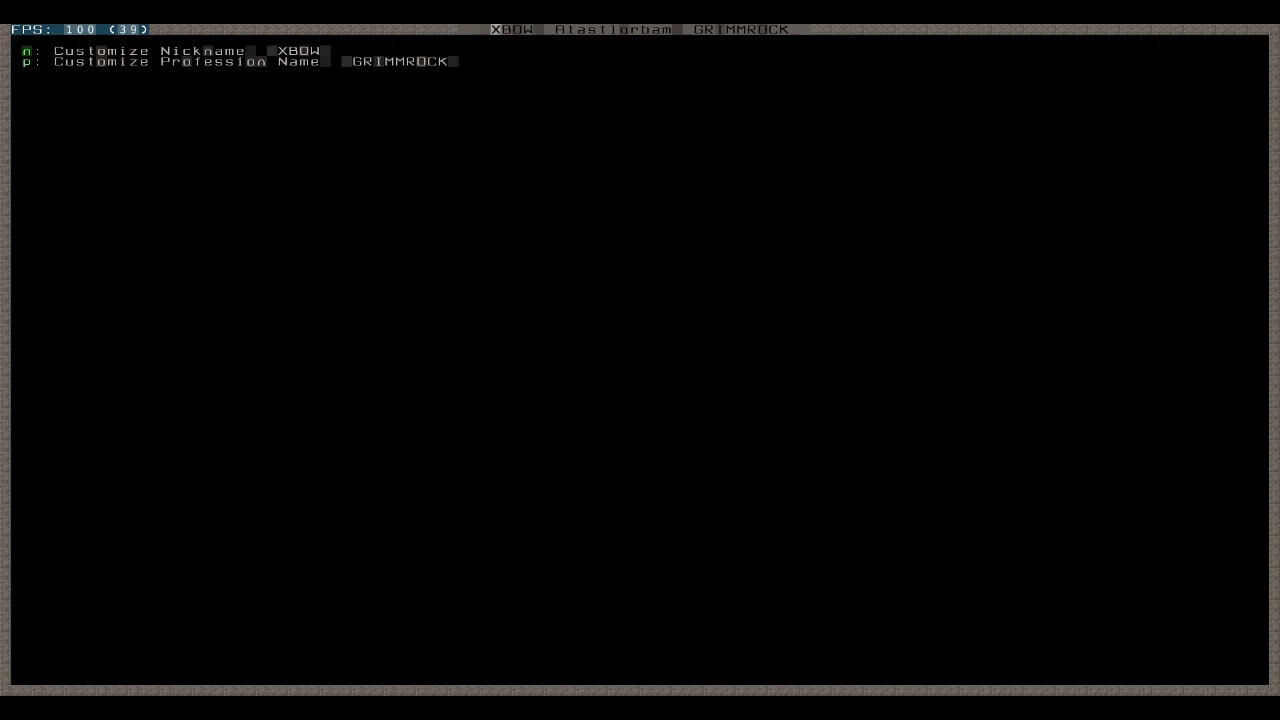 FPS: 100 (39) XBOW Atastlorbam GRIMMROCK
n: Customize Nickname XBOW
p: Customize Profession Name GRIMMROCK